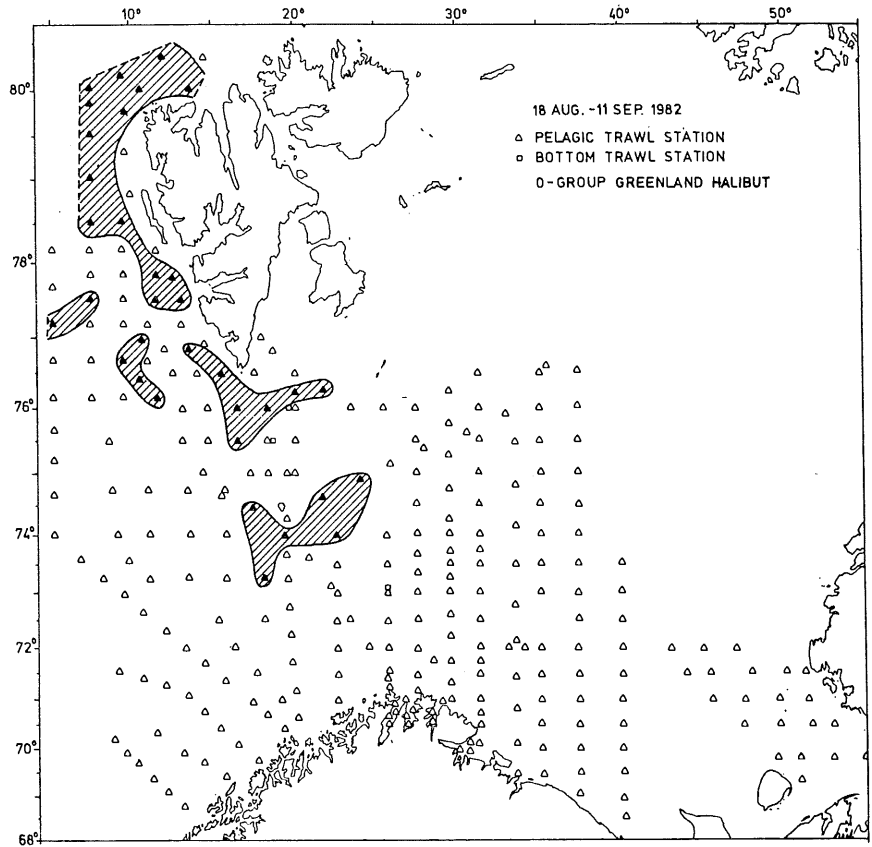 10° 20° 30° 40° 50°
80°
18 AUG.-11 SEP. 1982
PELAGIC TRAWL STATION
BOTTOM TRAWL STATION
0-GROUP GREENLAND HALIBUT
78°
76°
74°
72°
70°
68°